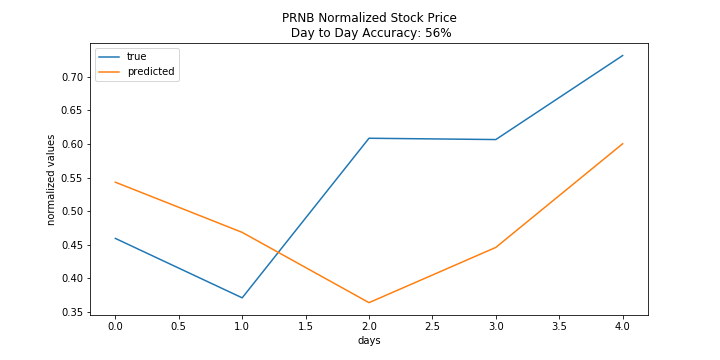 PRNB Normalized Stock Price
Day to Day Accuracy: 56%
true
predicted
normalized values
0.70
0.65
0.60
0.55
0.50
0.45
0.40
0.35
0.0 0.5 1.0 1.5 2.0 2.5 3.0 3.5 4.0
days